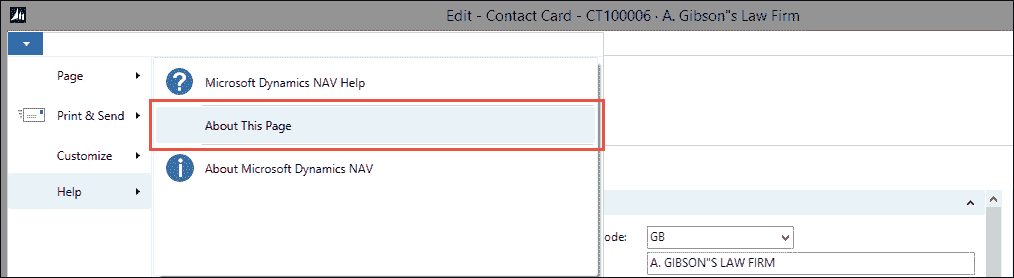 Edit - Contact Card - CT100006 · A. Gibson"s Law Firm
Page
Print & Send
Customize
Help
Microsoft Dynamics NAV Help
About This Page
About Microsoft Dynamics NAV
ode: GB
A. GIBSON"S LAW FIRM